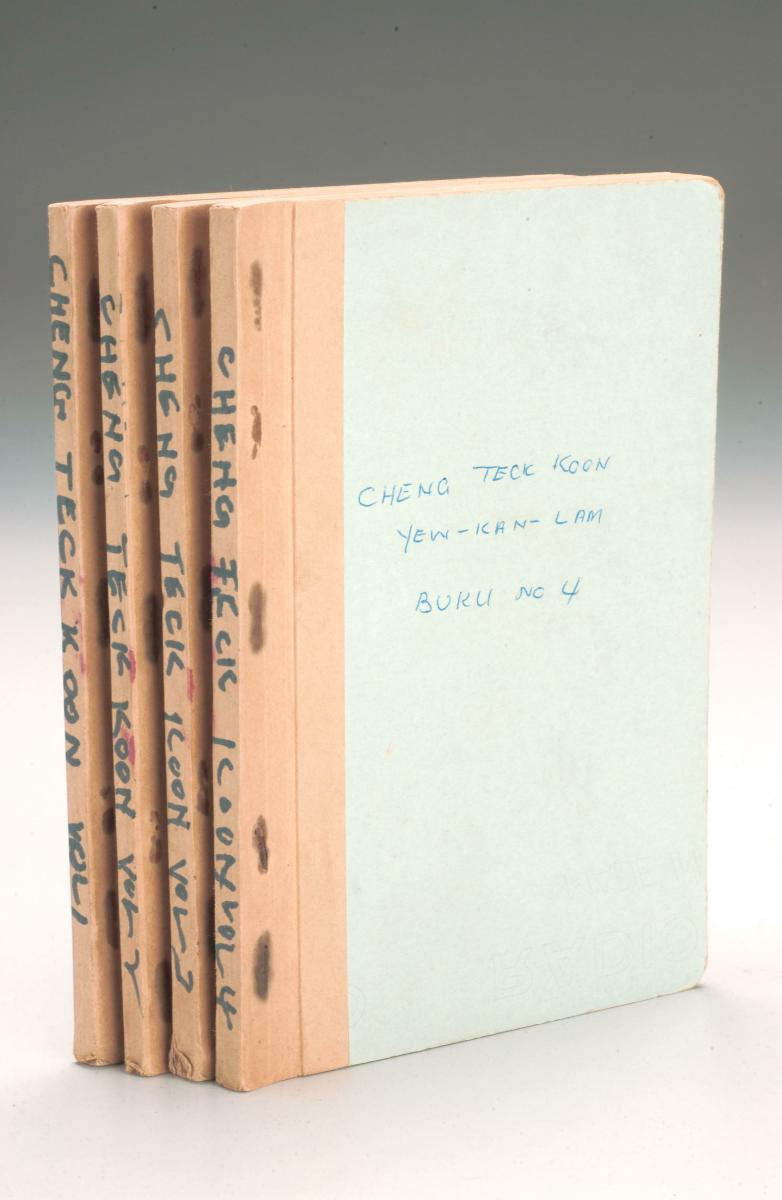 CHENG TECK KOON VOL 1
CHENG TECK KOON VOL 2
CHENG TECK KOON VOL 3
CHENG TECK KOON VOL 4
CHENG TECK KOON
YEW-KAN-LAM
BUKU NO 4